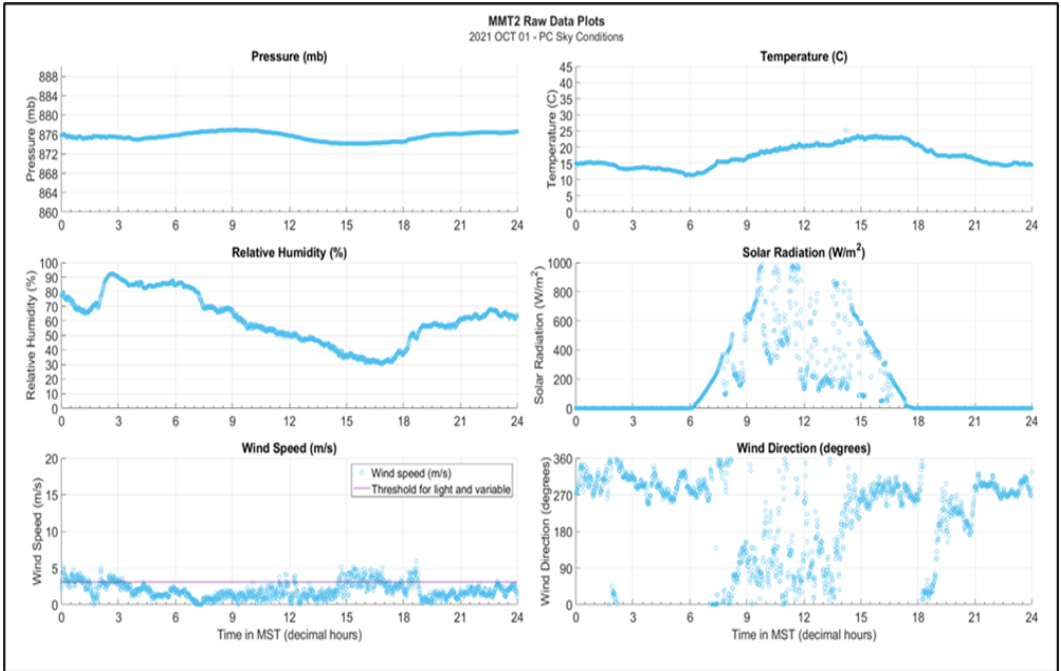 MMT2 Raw Data Plots
2021 OCT 01 - PC Sky Conditions
Pressure (mb)
Pressure (mb)
888
884
880
876
872
868
864
860
0 3 6 9 12 15 18 21 24
Temperature (C)
Temperature (C)
45
40
35
30
25
20
15
10
5
0
0 3 6 9 12 15 18 21 24
Relative Humidity (%)
Relative Humidity (%)
100
90
80
70
60
50
40
30
20
10
0
0 3 6 9 12 15 18 21 24
Solar Radiation (W/m²)
Solar Radiation (W/m²)
1000
800
600
400
200
0
0 3 6 9 12 15 18 21 24
Wind Speed (m/s)
Wind Speed (m/s)
20
15
10
5
0
Wind speed (m/s)
Threshold for light and variable
0 3 6 9 12 15 18 21 24
Time in MST (decimal hours)
Wind Direction (degrees)
Wind Direction (degrees)
360
270
180
90
0
0 3 6 9 12 15 18 21 24
Time in MST (decimal hours)